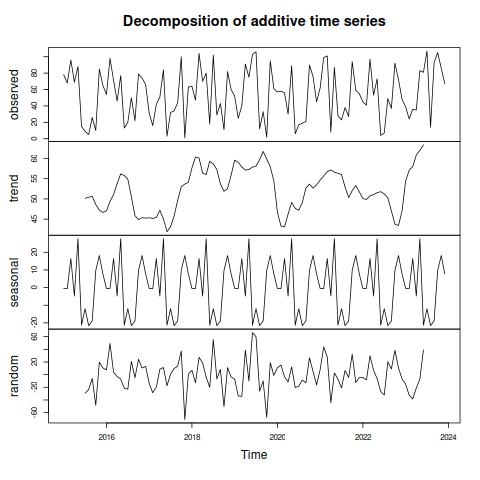 Decomposition of additive time series
observed
0 20 40 60 80
trend
45 50 55 60
seasonal
-20 0 10 20
random
-60 -20 20 60
2016 2018 2020 2022 2024
Time